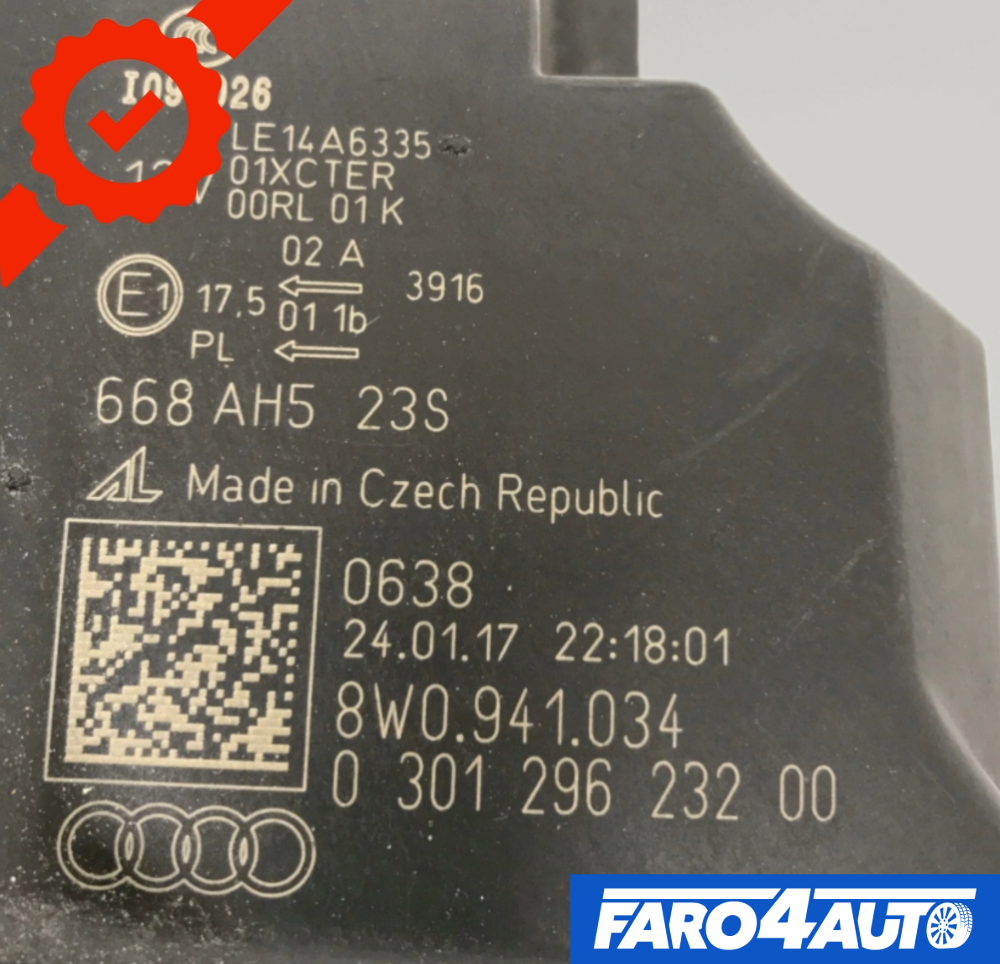 LE14A6335
01XCTER
00RL 01 K
02 A
E1 17.5 3916
01 1b
PL
668 AH5 23S
AL Made in Czech Republic
0638
24.01.17 22:18:01
8W0.941.034
0 301 296 232 00
FARO4AUTO